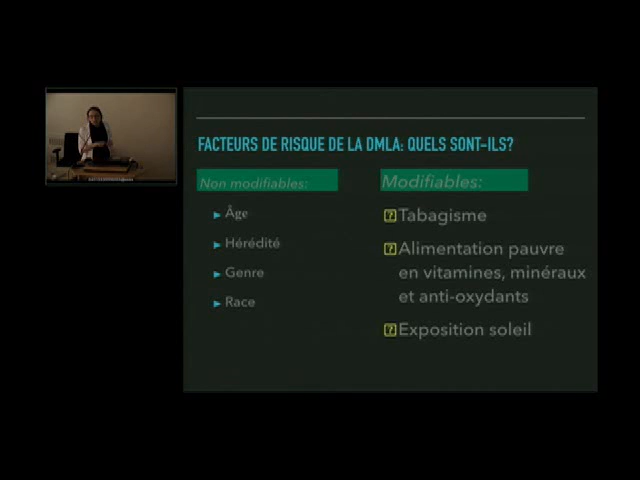 FACTEURS DE RISQUE DE LA DMLA: QUELS SONT-ILS?
Non modifiables:
Âge
Hérédité
Genre
Race
Modifiables:
Tabagisme
Alimentation pauvre
en vitamines, minéraux
et anti-oxydants
Exposition soleil